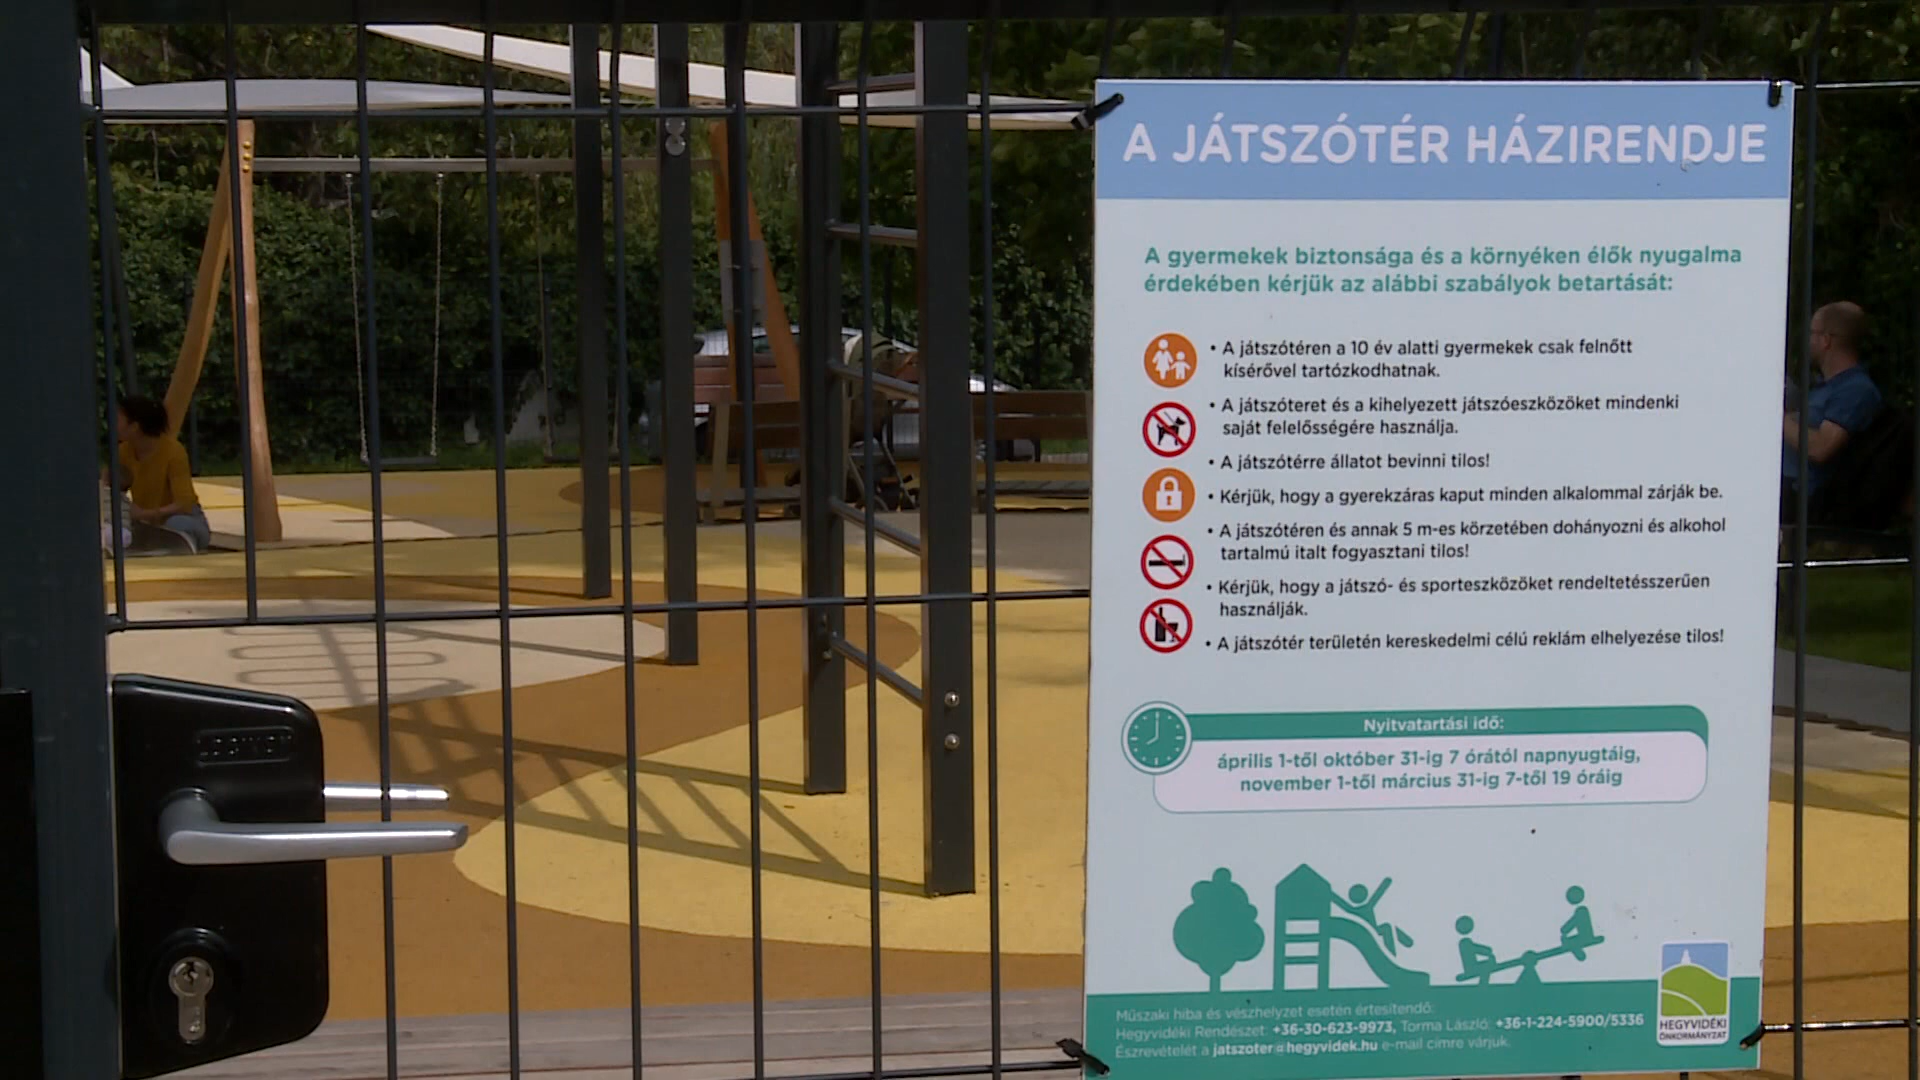 A JÁTSZÓTÉR HÁZIRENDJE
A gyermekek biztonsága és a környéken élők nyugalma
érdekében kérjük az alábbi szabályok betartását:
• A játszótéren a 10 év alatti gyermekek csak felnőtt
kísérővel tartózkodhatnak.
• A játszóteret és a kihelyezett játszóeszközöket mindenki
saját felelősségére használja.
• A játszótérre állatot bevinni tilos!
• Kérjük, hogy a gyerekzáras kaput minden alkalommal zárják be.
• A játszótéren és annak 5 m-es körzetében dohányozni és alkohol
tartalmú italt fogyasztani tilos!
• Kérjük, hogy a játszó- és sporteszközöket rendeltetésszerűen
használják.
• A játszótér területén kereskedelmi célú reklám elhelyezése tilos!
Nyitvatartási idő:
április 1-től október 31-ig 7 órától napnyugtáig,
november 1-től március 31-ig 7-től 19 óráig
Műszaki hiba és vészhelyzet esetén értesítendő:
Hegyvidéki Rendészet: +36-30-623-9973, Torma László: +36-1-224-5900/5336
Észrevételét a jatszoter@hegyvidek.hu e-mail címre várjuk.
HEGYVIDÉKI
ÖNKORMÁNYZAT